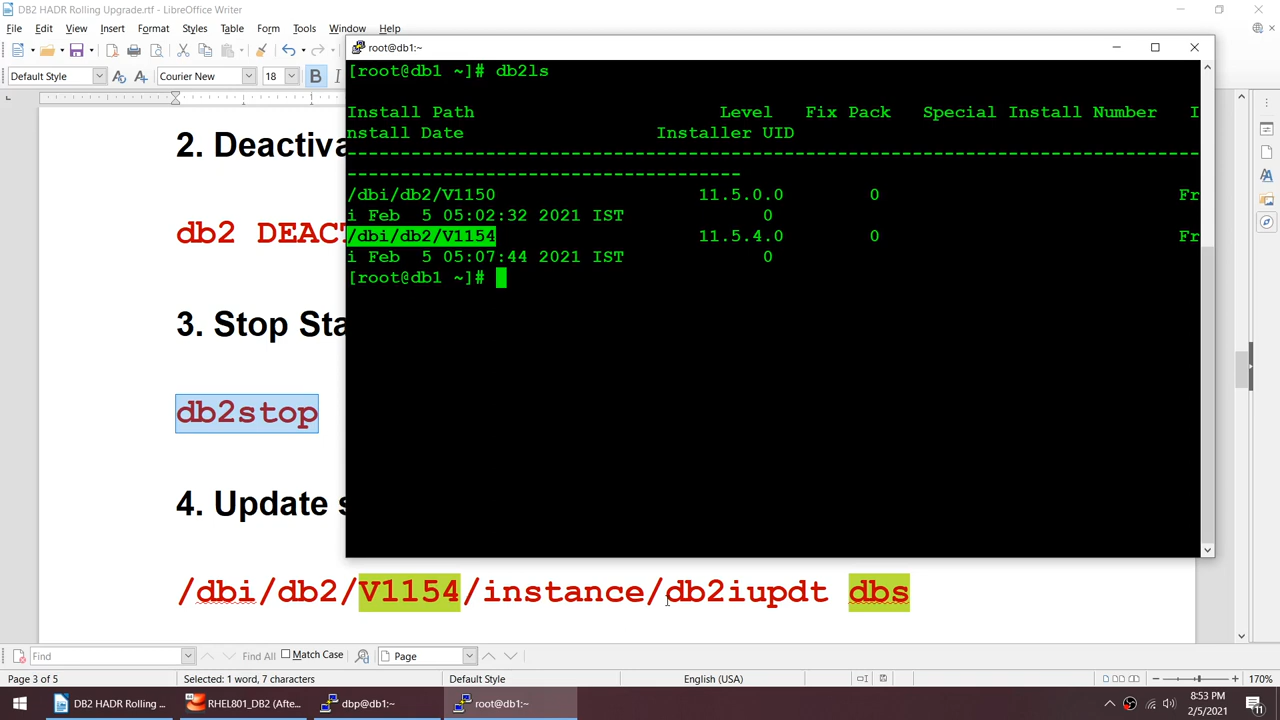 DB2 HADR Rolling Upgrade.rtf - LibreOffice Writer
File Edit View Insert Format Styles Table Form Tools Window Help
Default Style Courier New 18 B I
2. Deactiva
db2 DEACT
3. Stop Sta
db2stop
4. Update s
/dbi/db2/V1154/instance/db2iupdt dbs
root@db1:~
[root@db1 ~]# db2ls
Install Path Level Fix Pack Special Install Number I
nstall Date Installer UID
--------------------------------------------------------------------------------
-------------------------------------
/dbi/db2/V1150 11.5.0.0 0 Fr
i Feb 5 05:02:32 2021 IST 0
/dbi/db2/V1154 11.5.4.0 0 Fr
i Feb 5 05:07:44 2021 IST 0
[root@db1 ~]#
Find Find All Match Case Page
Page 3 of 5 Selected: 1 word, 7 characters Default Style English (USA) 170%
DB2 HADR Rolling ... RHEL801_DB2 (Afte... dbp@db1:~ root@db1:~ 8:53 PM
2/5/2021 11